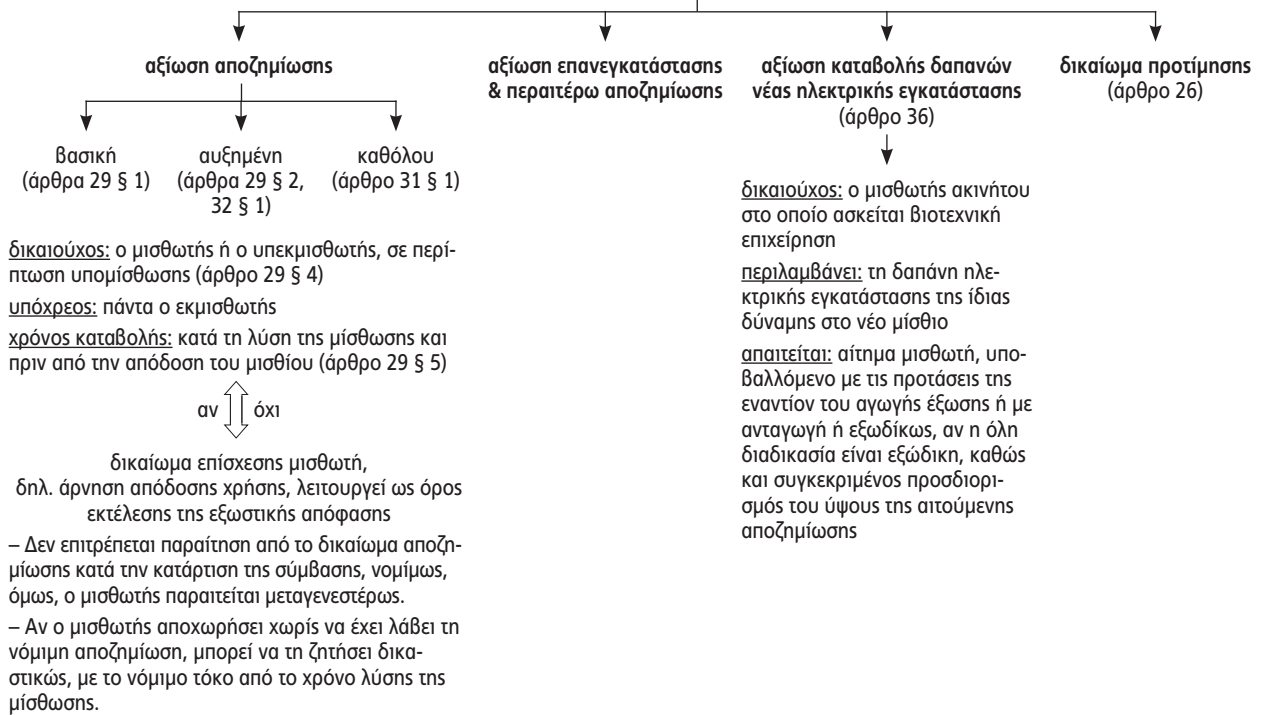 αξίωση αποζημίωσης
βασική
(άρθρα 29 § 1)
αυξημένη
(άρθρα 29 § 2,
32 § 1)
καθόλου
(άρθρο 31 § 1)
δικαιούχος: ο μισθωτής ή ο υπεκμισθωτής, σε περί-
πτωση υπομίσθωσης (άρθρο 29 § 4)
υπόχρεος: πάντα ο εκμισθωτής
χρόνος καταβολής: κατά τη λύση της μίσθωσης και
πριν από την απόδοση του μισθίου (άρθρο 29 § 5)
αν όχι
δικαίωμα επίσχεσης μισθωτή,
δηλ. άρνηση απόδοσης χρήσης, λειτουργεί ως όρος
εκτέλεσης της εξωστικής απόφασης
– Δεν επιτρέπεται παραίτηση από το δικαίωμα αποζη-
μίωσης κατά την κατάρτιση της σύμβασης, νομίμως,
όμως, ο μισθωτής παραιτείται μεταγενεστέρως.
– Αν ο μισθωτής αποχωρήσει χωρίς να έχει λάβει τη
νόμιμη αποζημίωση, μπορεί να τη ζητήσει δικα-
στικώς, με το νόμιμο τόκο από το χρόνο λύσης της
μίσθωσης.
αξίωση επανεγκατάστασης
& περαιτέρω αποζημίωσης
αξίωση καταβολής δαπανών
νέας ηλεκτρικής εγκατάστασης
(άρθρο 36)
δικαιούχος: ο μισθωτής ακινήτου
στο οποίο ασκείται βιοτεχνική
επιχείρηση
περιλαμβάνει: τη δαπάνη ηλε-
κτρικής εγκατάστασης της ίδιας
δύναμης στο νέο μίσθιο
απαιτείται: αίτημα μισθωτή, υπο-
βαλλόμενο με τις προτάσεις της
εναντίον του αγωγής έξωσης ή με
ανταγωγή ή εξωδίκως, αν η όλη
διαδικασία είναι εξώδικη, καθώς
και συγκεκριμένος προσδιορι-
σμός του ύψους της αιτούμενης
αποζημίωσης
δικαίωμα προτίμησης
(άρθρο 26)